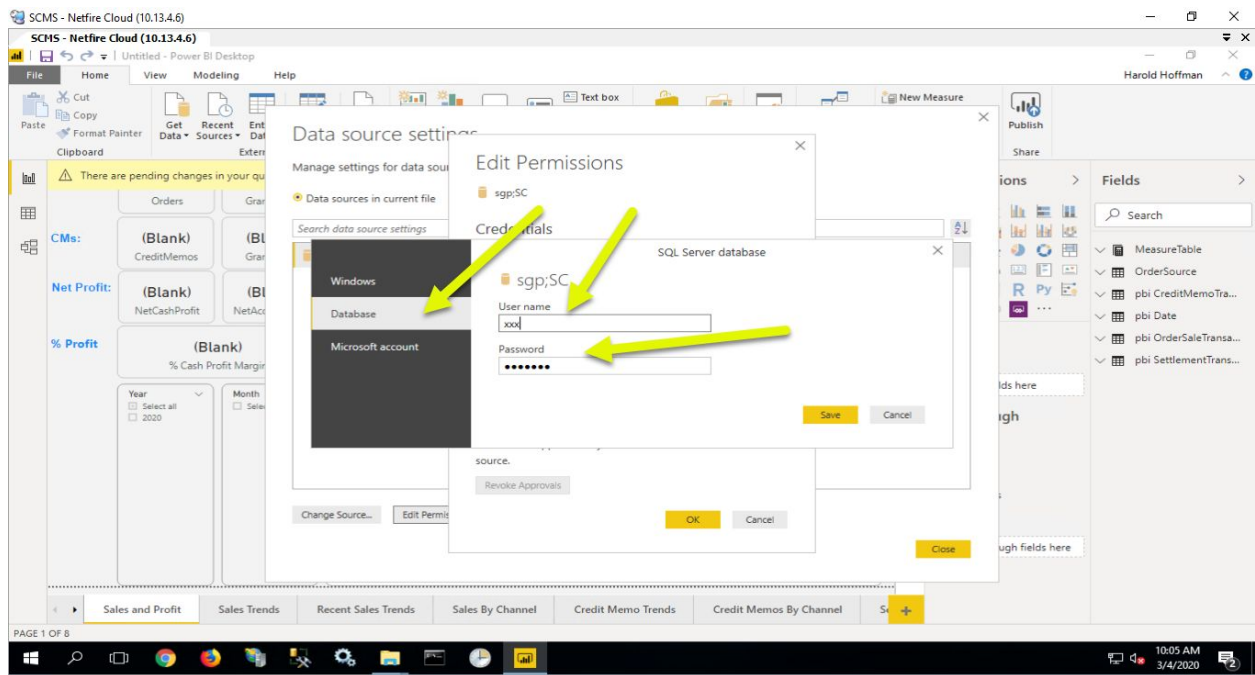 SCMS - Netfire Cloud (10.13.4.6)
SCMS - Netfire Cloud (10.13.4.6)
Untitled - Power BI Desktop
File Home View Modeling Help
Harold Hoffman
Cut
Copy
Format Painter
Paste
Clipboard
Get Data
Recent Sources
Text box
New Measure
Publish
Share
There are pending changes in your qu
Orders
CMs:
(Blank)
CreditMemos
Net Profit:
(Blank)
NetCashProfit
% Profit
(Blank)
% Cash Profit Margin
Year
Select all
2020
Month
Data source settings
Manage settings for data sour
Data sources in current file
Search data source settings
Change Source...
Edit Permis
Close
Edit Permissions
sgp;SC
Credentials
source.
Revoke Approvals
OK
Cancel
SQL Server database
Windows
Database
Microsoft account
sgp;SC
User name
xxx
Password
•••••••
Save
Cancel
ions
R Py
lds here
ugh
ugh fields here
Fields
Search
MeasureTable
OrderSource
pbi CreditMemoTra...
pbi Date
pbi OrderSaleTransa...
pbi SettlementTrans...
Sales and Profit
Sales Trends
Recent Sales Trends
Sales By Channel
Credit Memo Trends
Credit Memos By Channel
PAGE 1 OF 8
10:05 AM
3/4/2020